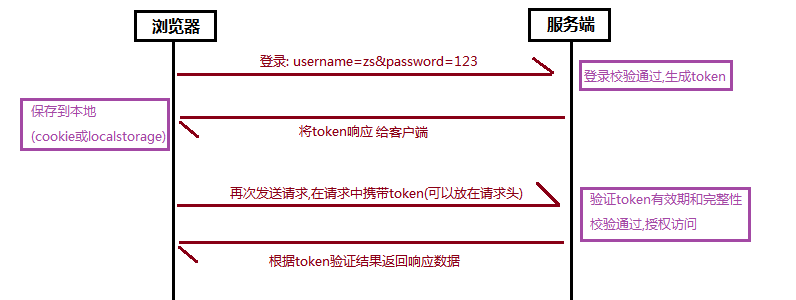 浏览器
服务端
登录: username=zs&password=123
登录校验通过,生成token
保存到本地
(cookie或localstorage)
将token响应 给客户端
再次发送请求,在请求中携带token(可以放在请求头)
验证token有效期和完整性
校验通过,授权访问
根据token验证结果返回响应数据